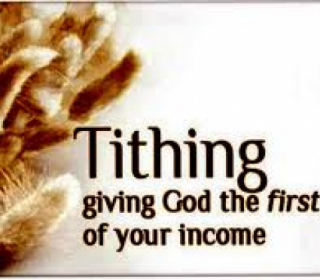 Tithing
giving God the first
of your income